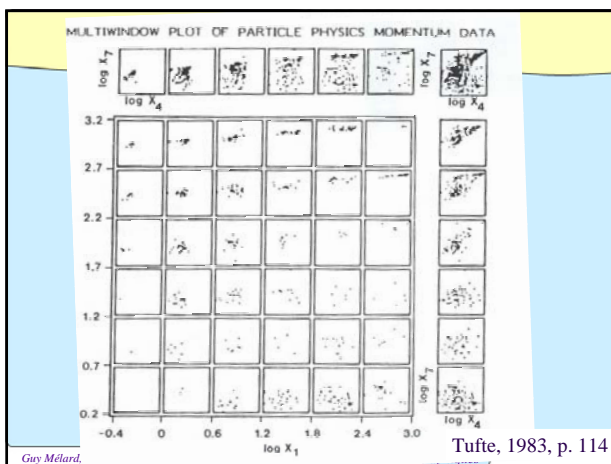 MULTIWINDOW PLOT OF PARTICLE PHYSICS MOMENTUM DATA
log X7
log X7
log X4
log X4
3.2
2.7
2.2
1.7
1.2
0.7
0.2
log X7
log X4
-0.4 0 0.6 1.2 1.8 2.4 3.0
log X1
Tufte, 1983, p. 114
Guy Mélard,